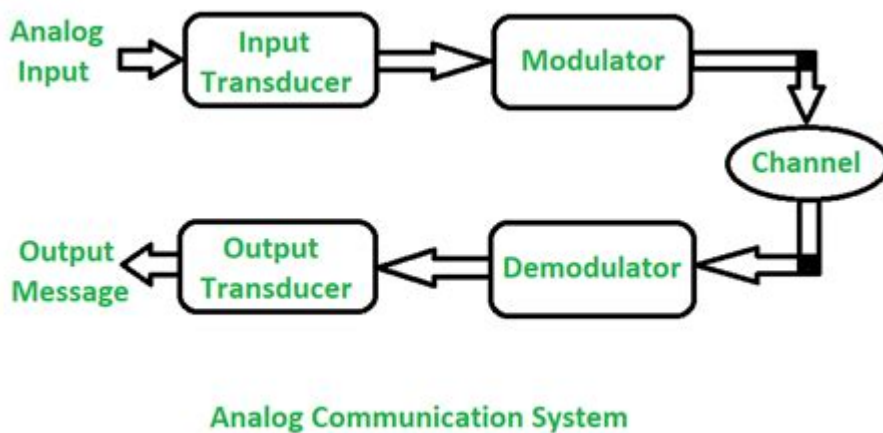 Analog
Input
Input
Transducer
Modulator
Channel
Demodulator
Output
Transducer
Output
Message
Analog Communication System